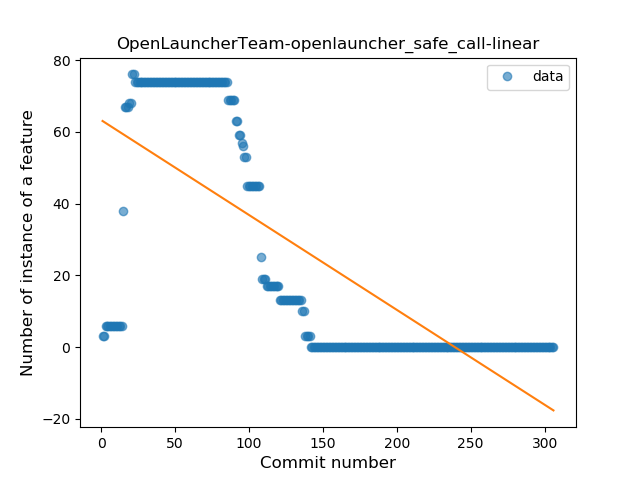 OpenLauncherTeam-openlauncher_safe_call-linear
data
80
60
40
20
0
−20
Number of instance of a feature
0 50 100 150 200 250 300
Commit number